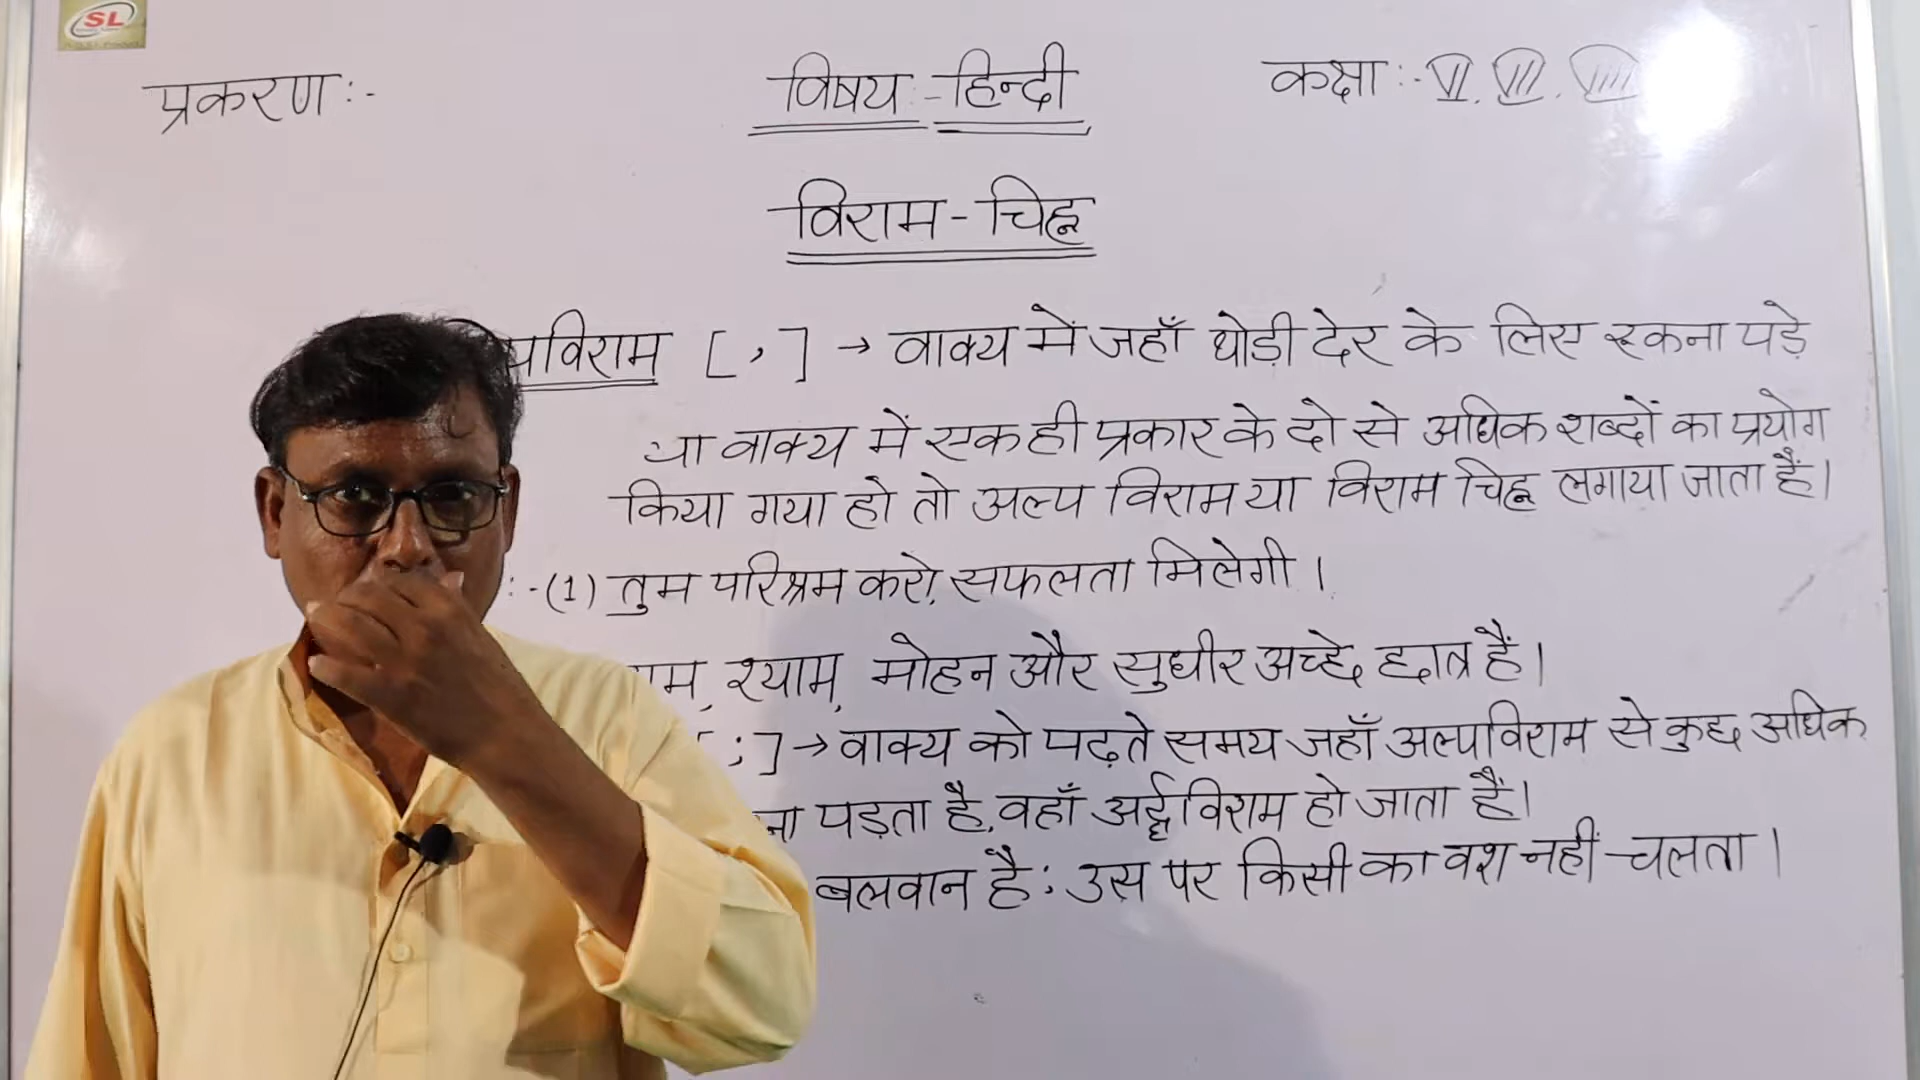 SL
प्रकरण :-
विषय :- हिन्दी
कक्षा :- VI. VII. VIII
विराम - चिह्न
पविराम [ , ] → वाक्य में जहाँ थोड़ी देर के लिए रूकना पड़े
या वाक्य में एक ही प्रकार के दो से अधिक शब्दों का प्रयोग
किया गया हो तो अल्प विराम या विराम चिह्न लगाया जाता हैं।
:- (1) तुम परिश्रम करो, सफलता मिलेगी ।
श्याम, मोहन और सुधीर अच्छे छात्र हैं।
; ] → वाक्य को पढ़ते समय जहाँ अल्पविराम से कुछ अधिक
ना पड़ता है, वहाँ अर्द्धविराम हो जाता हैं।
बलवान है ; उस पर किसी का वश नहीं चलता ।